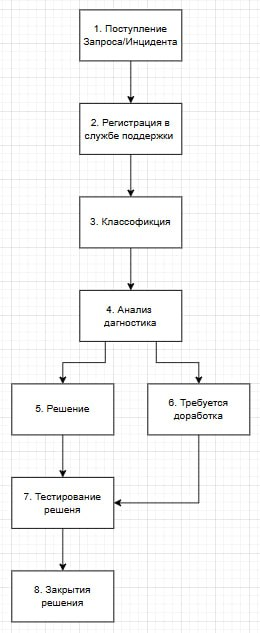 1. Поступление
Запроса/Инцидента
2. Регистрация в
службе поддержки
3. Классофикция
4. Анализ
дагностика
5. Решение
6. Требуется
доработка
7. Тестирование
решеня
8. Закрытия
решения